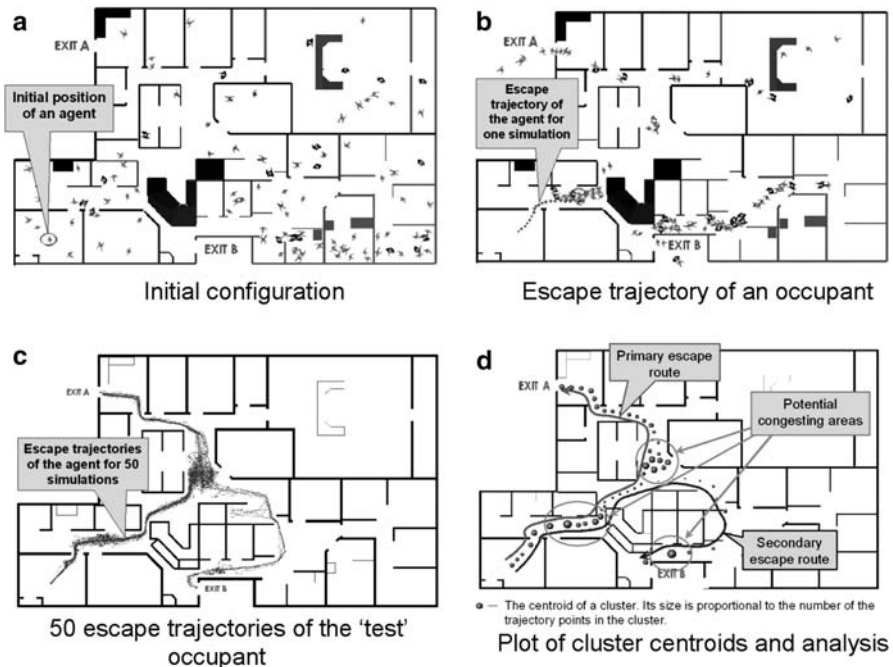 a
EXIT A
Initial position
of an agent
EXIT B
Initial configuration
b
EXIT A
Escape
trajectory of
the agent for
one simulation
EXIT B
Escape trajectory of an occupant
c
EXIT A
Escape trajectories
of the agent for 50
simulations
EXIT B
50 escape trajectories of the 'test'
occupant
d
Primary escape
route
EXIT A
Potential
congesting areas
Secondary
escape route
EXIT B
— The centroid of a cluster. Its size is proportional to the number of the
trajectory points in the cluster.
Plot of cluster centroids and analysis